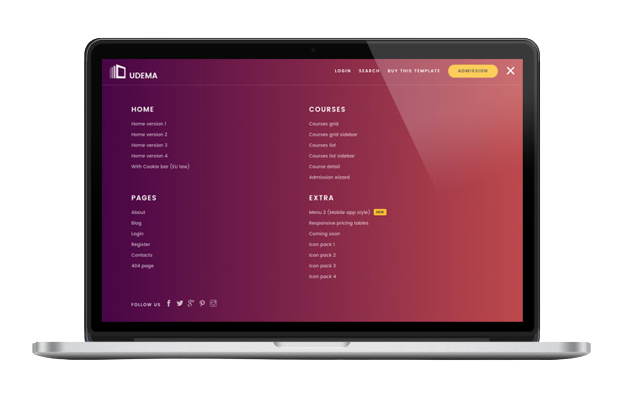 UDEMA
LOGIN SEARCH BUY THIS TEMPLATE ADMISSION
HOME
Home version 1
Home version 2
Home version 3
Home version 4
With Cookie bar (EU law)
COURSES
Courses grid
Courses grid sidebar
Courses list
Courses list sidebar
Course detail
Admission wizard
PAGES
About
Blog
Login
Register
Contacts
404 page
EXTRA
Menu 2 (Mobile app style) NEW
Responsive pricing tables
Coming soon
Icon pack 1
Icon pack 2
Icon pack 3
Icon pack 4
FOLLOW US